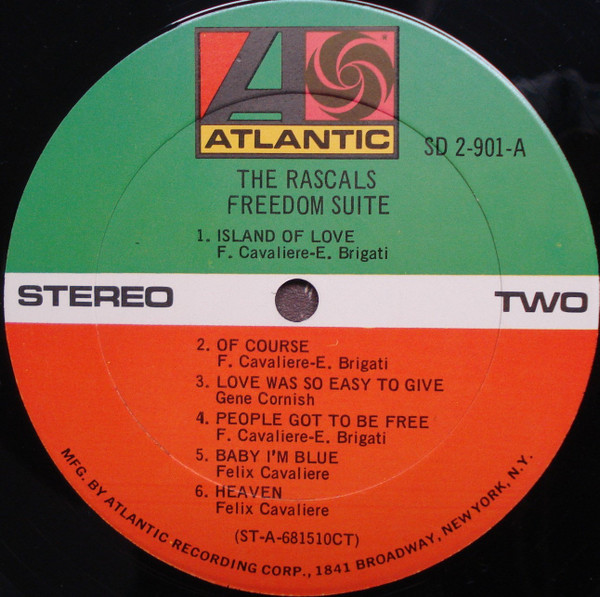 ATLANTIC
SD 2-901-A
THE RASCALS
FREEDOM SUITE
1. ISLAND OF LOVE
F. Cavaliere-E. Brigati
STEREO
TWO
2. OF COURSE
F. Cavaliere-E. Brigati
3. LOVE WAS SO EASY TO GIVE
Gene Cornish
4. PEOPLE GOT TO BE FREE
F. Cavaliere-E. Brigati
5. BABY I'M BLUE
Felix Cavaliere
6. HEAVEN
Felix Cavaliere
(ST-A-681510CT)
MFG. BY ATLANTIC RECORDING CORP., 1841 BROADWAY, NEW YORK, N.Y.